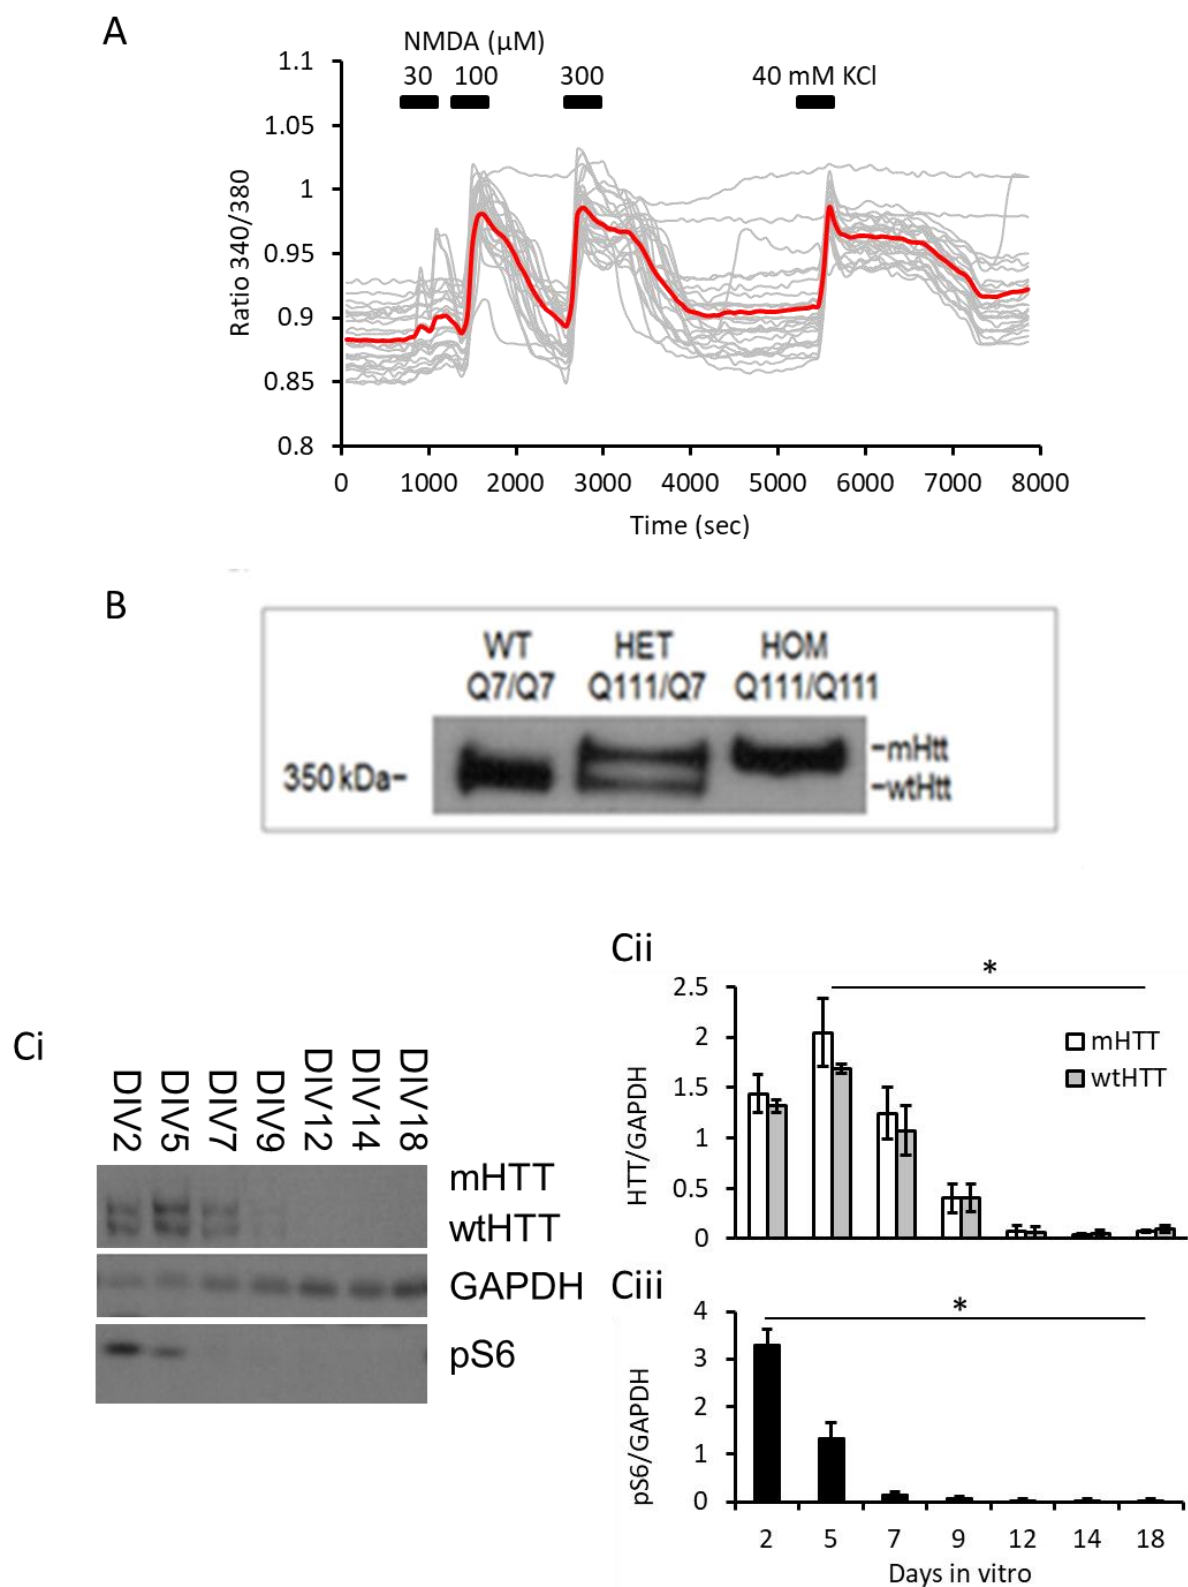 A
NMDA (µM)
30 100 300 40 mM KCl
1.1
1.05
1
0.95
0.9
0.85
0.8
Ratio 340/380
0 1000 2000 3000 4000 5000 6000 7000 8000
Time (sec)
B
WT HET HOM
Q7/Q7 Q111/Q7 Q111/Q111
350 kDa-
-mHtt
-wtHtt
Ci
DIV2 DIV5 DIV7 DIV9 DIV12 DIV14 DIV18
mHTT
wtHTT
GAPDH
pS6
Cii
*
2.5
2
1.5
1
0.5
0
HTT/GAPDH
mHTT
wtHTT
Ciii
*
4
3
2
1
0
pS6/GAPDH
2 5 7 9 12 14 18
Days in vitro